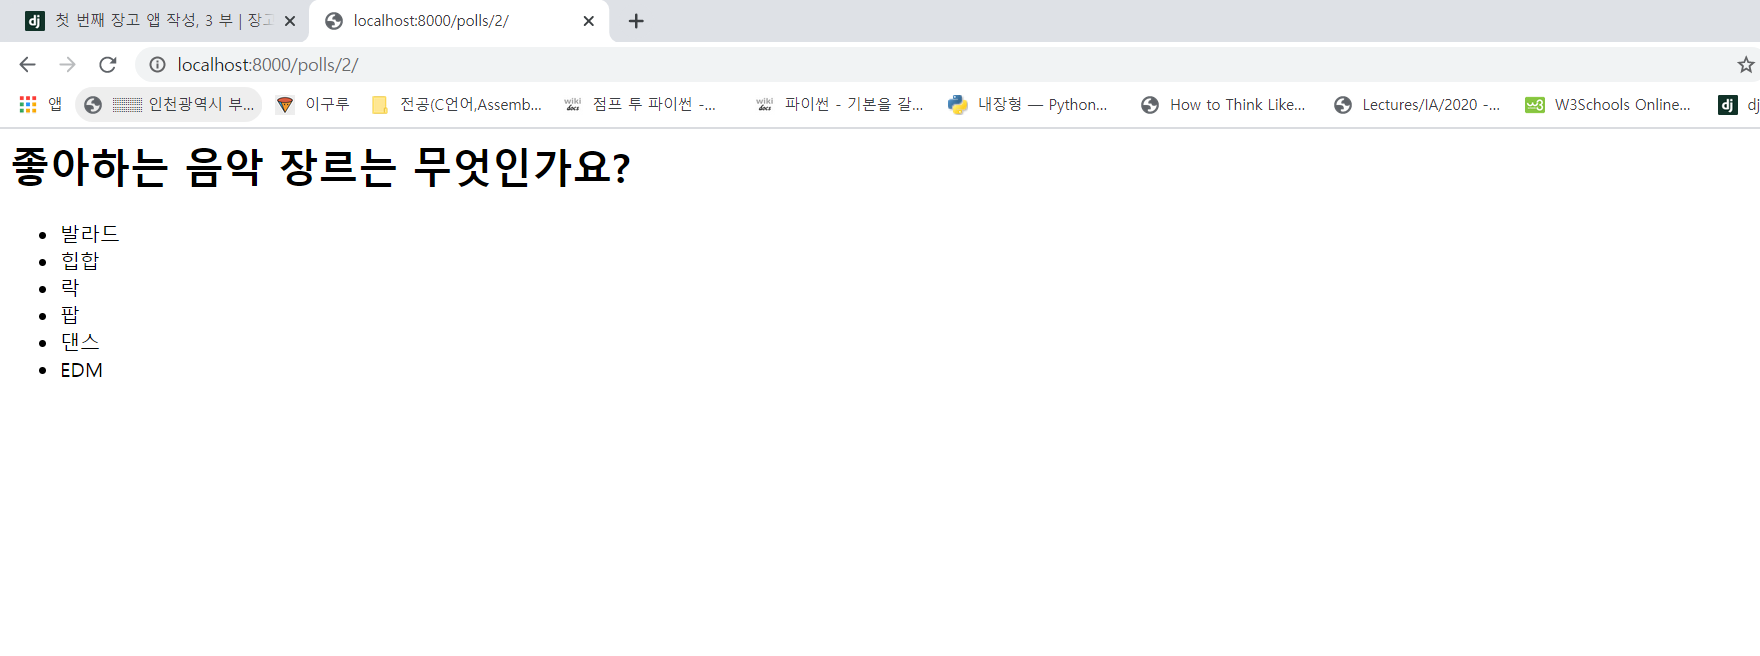 첫 번째 장고 앱 작성, 3 부 | 장고
localhost:8000/polls/2/
localhost:8000/polls/2/
앱 인천광역시 부... 이구루 전공(C언어,Assemb... 점프 투 파이썬 -... 파이썬 - 기본을 갈... 내장형 — Python... How to Think Like... Lectures/IA/2020 -... W3Schools Online... dj
좋아하는 음악 장르는 무엇인가요?
발라드
힙합
락
팝
댄스
EDM